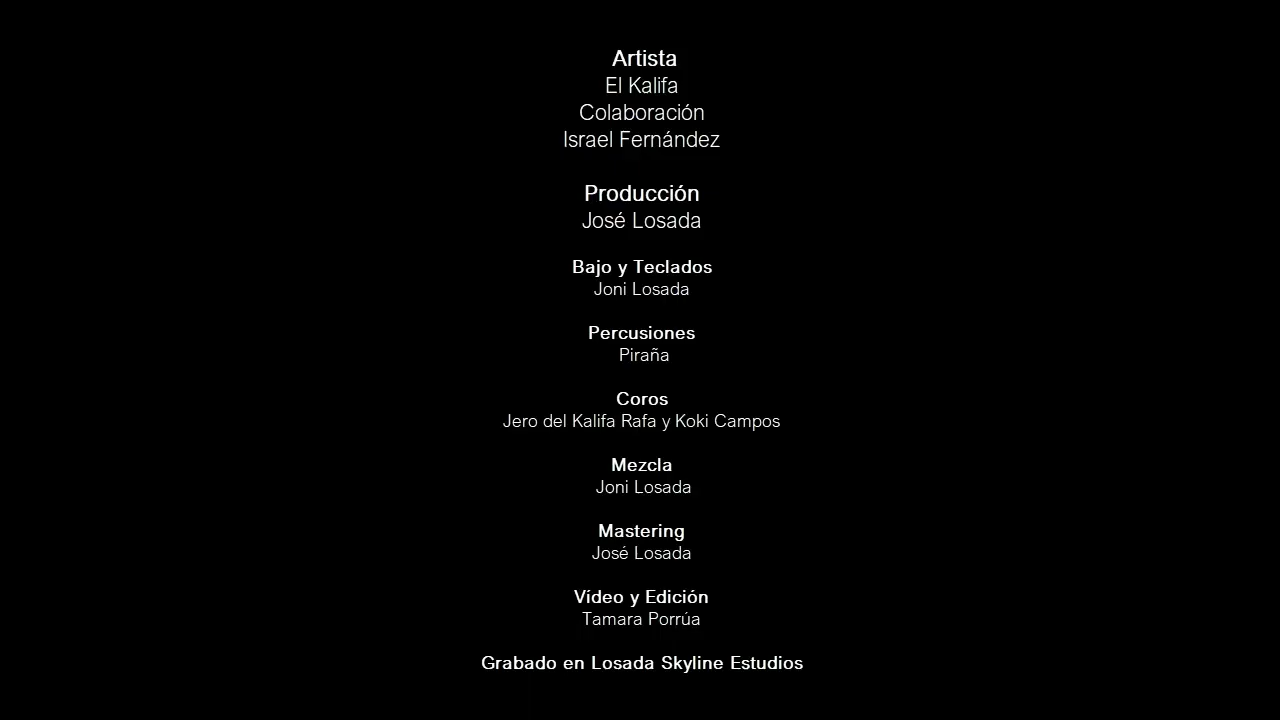 Artista
El Kalifa
Colaboración
Israel Fernández
Producción
José Losada
Bajo y Teclados
Joni Losada
Percusiones
Piraña
Coros
Jero del Kalifa Rafa y Koki Campos
Mezcla
Joni Losada
Mastering
José Losada
Vídeo y Edición
Tamara Porrúa
Grabado en Losada Skyline Estudios